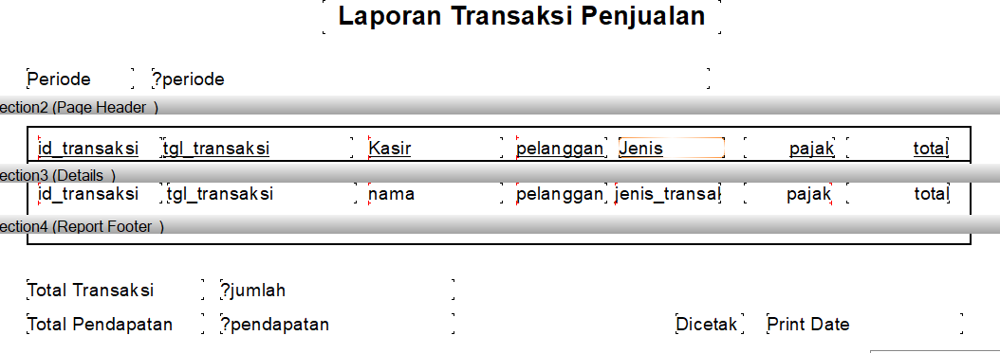 Laporan Transaksi Penjualan
Periode ?periode
ection2 (Page Header )
id_transaksi tgl_transaksi Kasir pelanggan Jenis pajak total
ection3 (Details )
id_transaksi tgl_transaksi nama pelanggan jenis_transal pajak total
ection4 (Report Footer )
Total Transaksi ?jumlah
Total Pendapatan ?pendapatan Dicetak Print Date